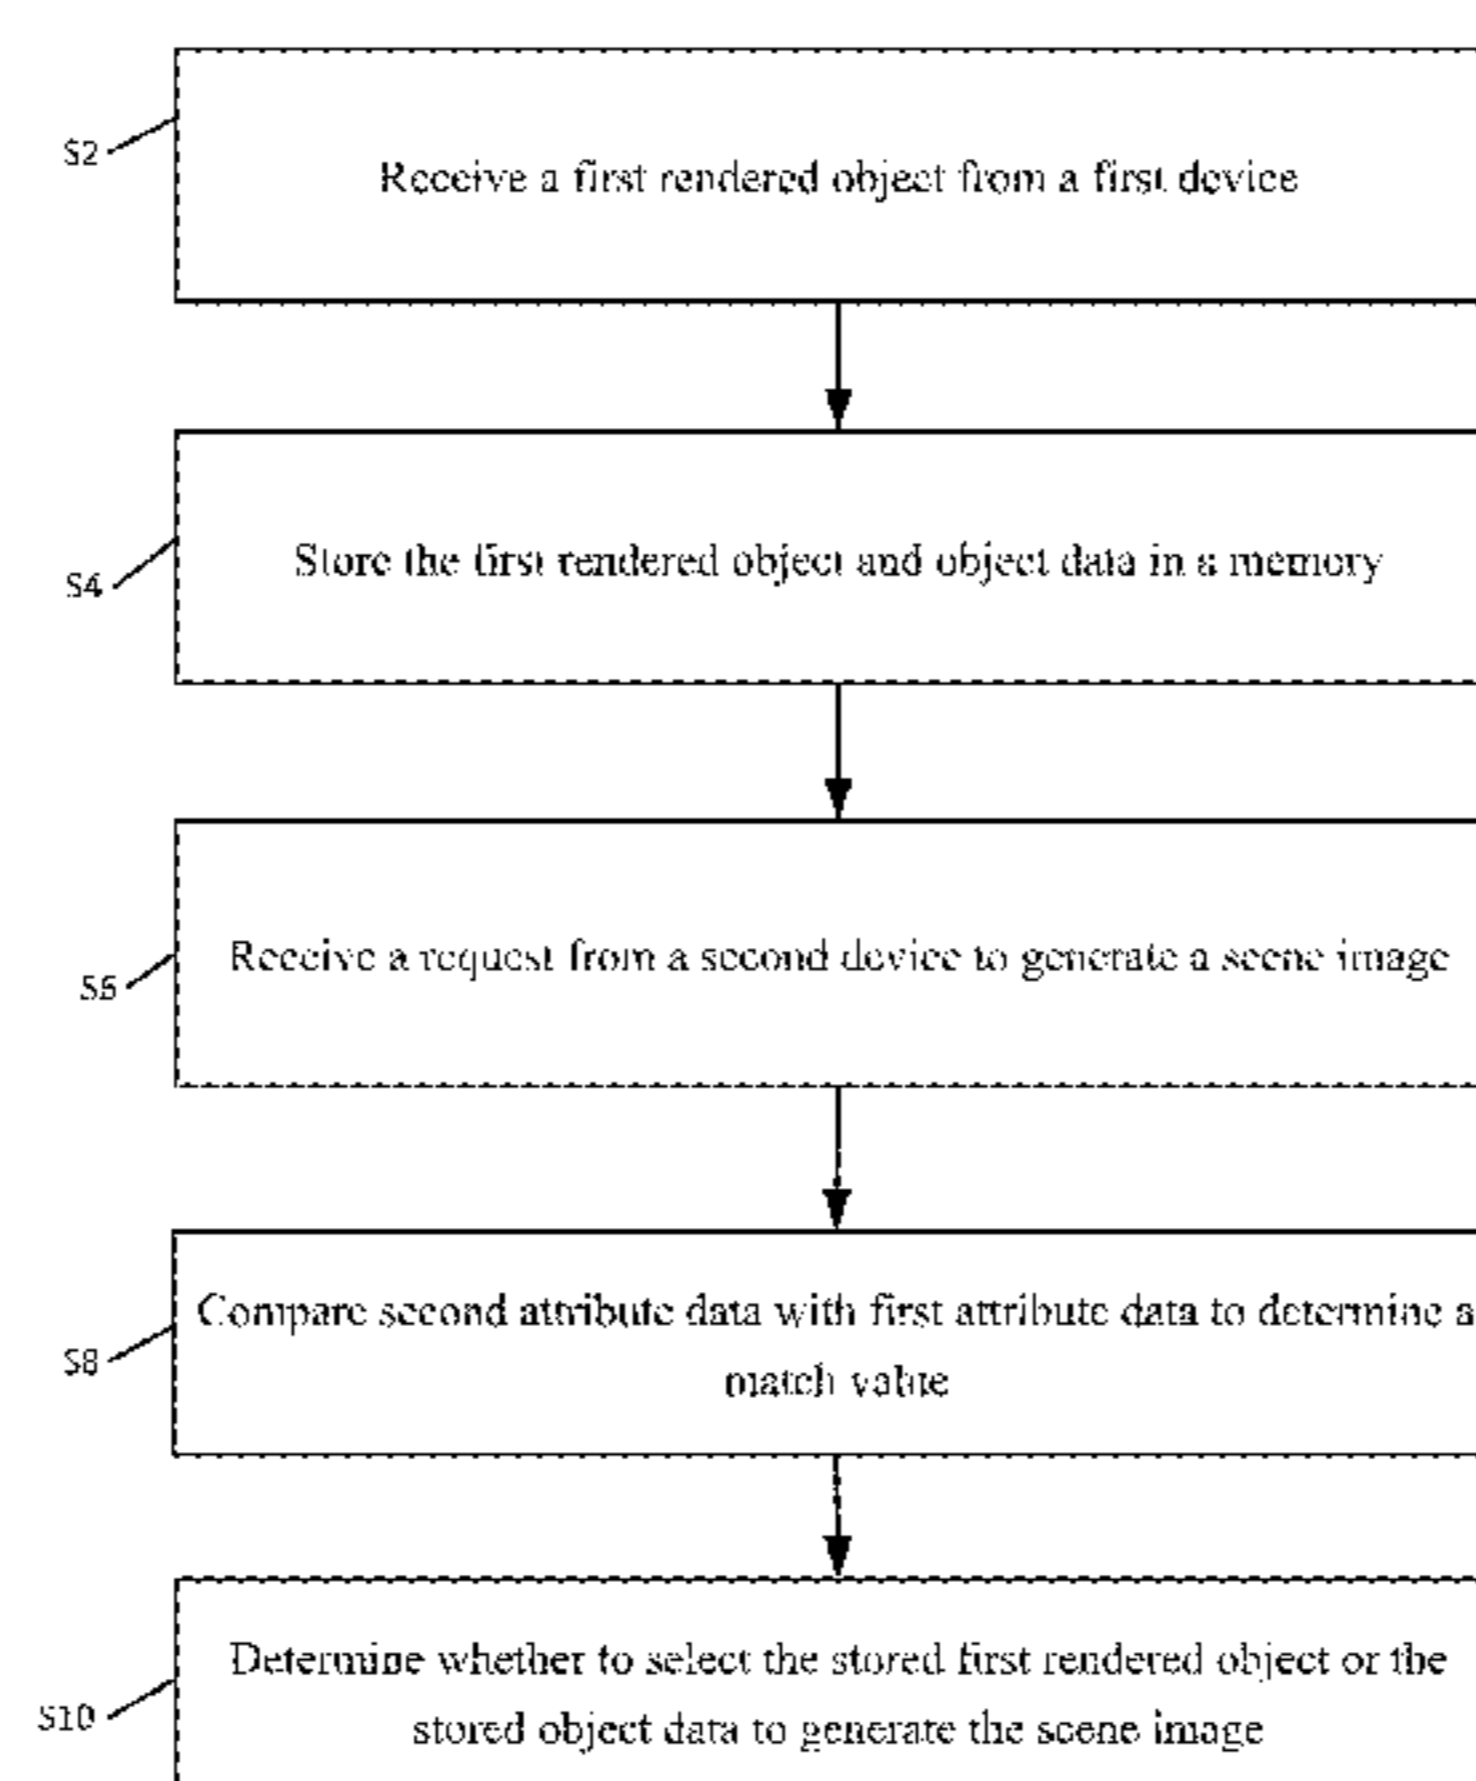 S2
Receive a first rendered object from a first device
S4
Store the first rendered object and object data in a memory
S6
Receive a request from a second device to generate a scene image
S8
Compare second attribute data with first attribute data to determine a
match value
S10
Determine whether to select the stored first rendered object or the
stored object data to generate the scene image